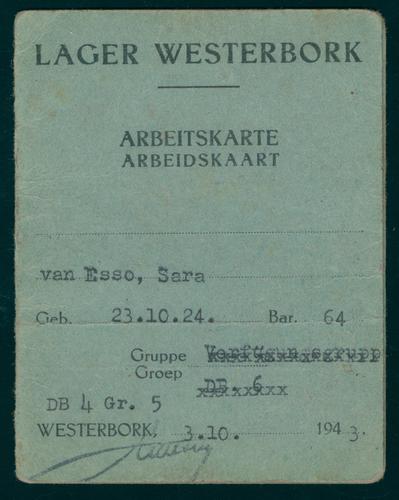 LAGER WESTERBORK
ARBEITSKARTE
ARBEIDSKAART
van Esso, Sara
Geb. 23.10.24. Bar. 64
Gruppe Verfügungsgrupp
Groep DB. 6
DB 4 Gr. 5
WESTERBORK, 3.10. 1943.